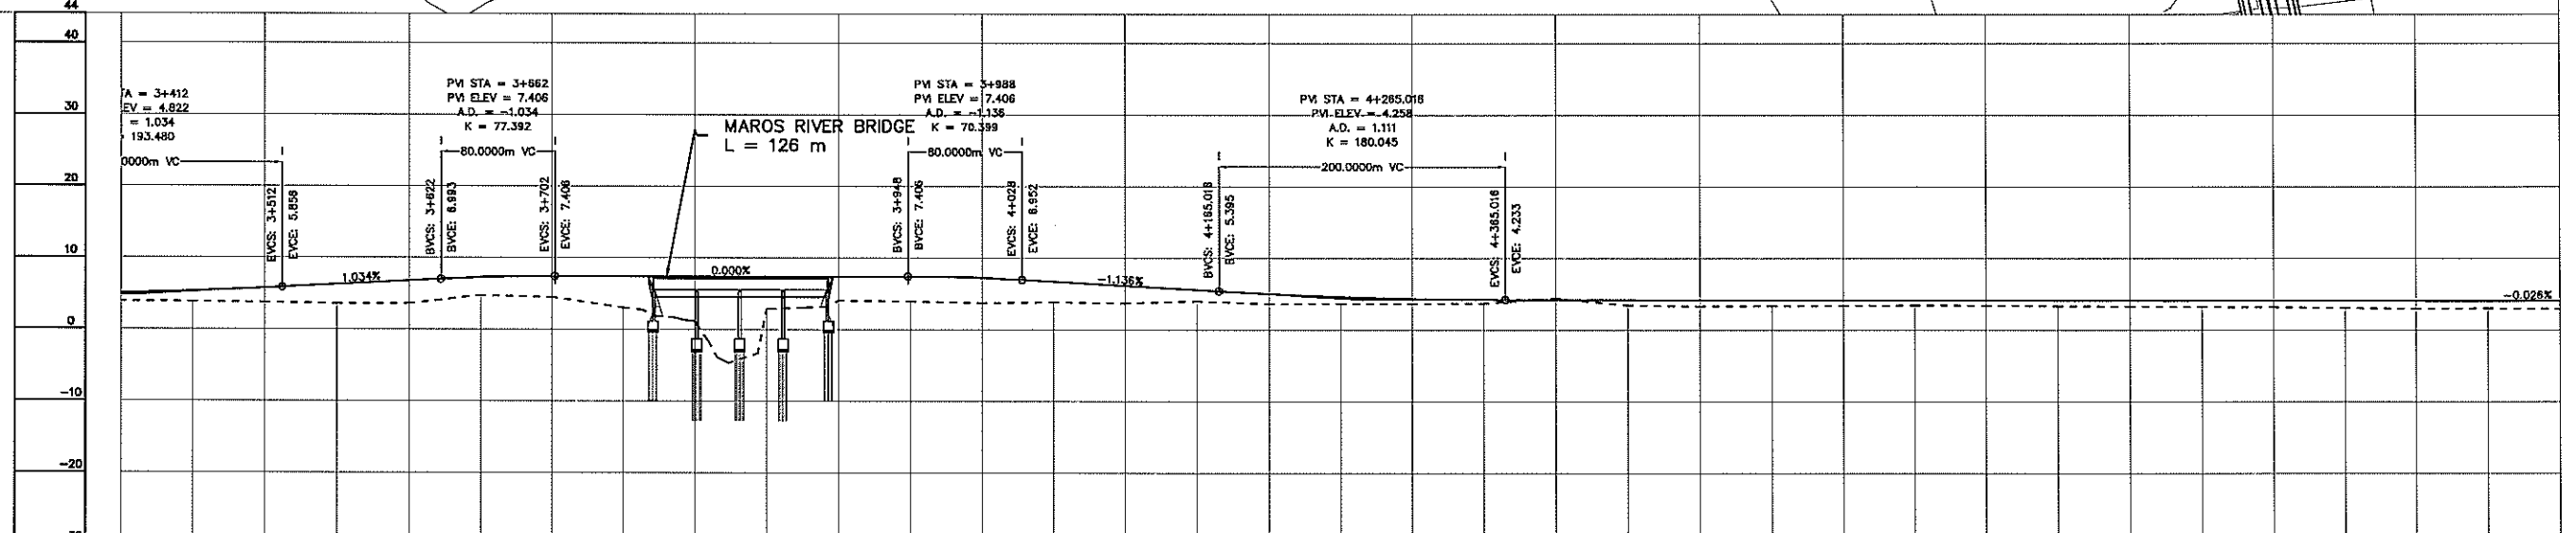 44
40
30
20
10
0
-10
-20
TA = 3+412
EV = 4.822
= 1.034
193.480
0000m VC
EVCS: 3+512
EVCE: 5.858
1.034%
PVI STA = 3+662
PVI ELEV = 7.406
A.D. = -1.034
K = 77.392
80.0000m VC
BVCS: 3+622
BVCE: 6.993
EVCS: 3+702
EVCE: 7.406
MAROS RIVER BRIDGE
L = 126 m
0.000%
PVI STA = 3+988
PVI ELEV = 7.406
A.D. = -1.136
K = 70.399
80.0000m VC
BVCS: 3+948
BVCE: 7.406
EVCS: 4+028
EVCE: 6.952
-1.136%
PVI STA = 4+265.016
PVI ELEV = 4.258
A.D. = 1.111
K = 180.045
200.0000m VC
BVCS: 4+165.016
BVCE: 5.395
EVCS: 4+365.016
EVCE: 4.233
-0.026%